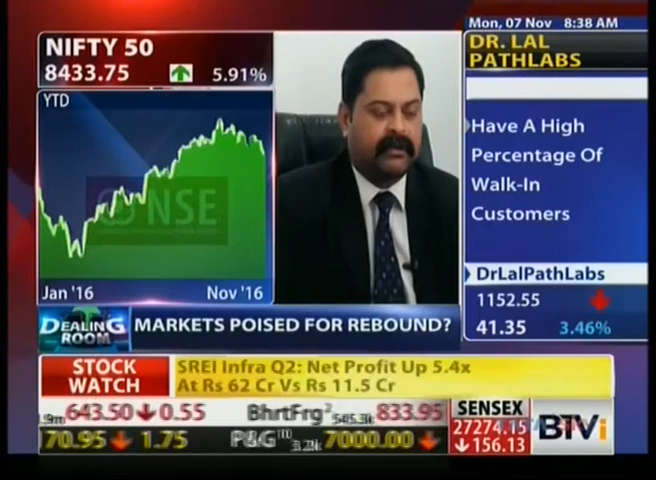 Mon, 07 Nov 8:38 AM
NIFTY 50
8433.75 5.91%
YTD
NSE
Jan '16 Nov '16
DR. LAL
PATHLABS
Have A High
Percentage Of
Walk-In
Customers
DrLalPathLabs
1152.55
41.35 3.46%
DEALING
ROOM
MARKETS POISED FOR REBOUND?
STOCK
WATCH
SREI Infra Q2: Net Profit Up 5.4x
At Rs 62 Cr Vs Rs 11.5 Cr
643.50 0.55 BhrtFrg 833.95
70.95 1.75 P&G 7000.00
SENSEX
27274.15
156.13
BTVi